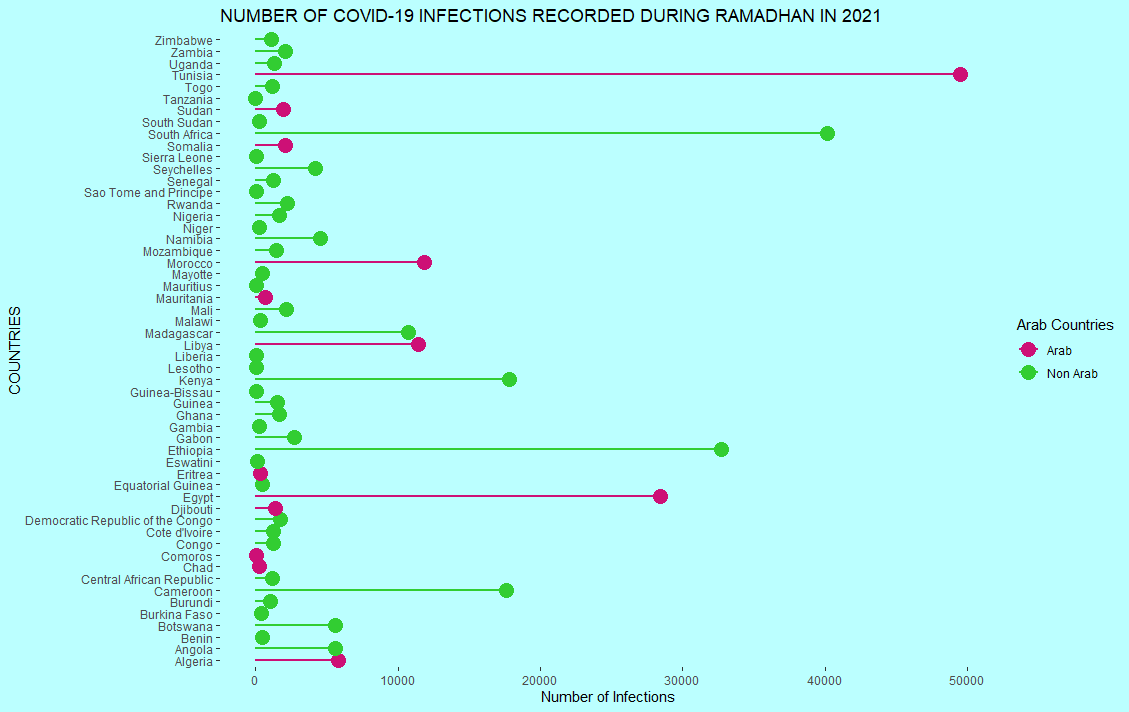 NUMBER OF COVID-19 INFECTIONS RECORDED DURING RAMADHAN IN 2021
COUNTRIES
Zimbabwe
Zambia
Uganda
Tunisia
Togo
Tanzania
Sudan
South Sudan
South Africa
Somalia
Sierra Leone
Seychelles
Senegal
Sao Tome and Principe
Rwanda
Nigeria
Niger
Namibia
Mozambique
Morocco
Mayotte
Mauritius
Mauritania
Mali
Malawi
Madagascar
Libya
Liberia
Lesotho
Kenya
Guinea-Bissau
Guinea
Ghana
Gambia
Gabon
Ethiopia
Eswatini
Eritrea
Equatorial Guinea
Egypt
Djibouti
Democratic Republic of the Congo
Cote d'Ivoire
Congo
Comoros
Chad
Central African Republic
Cameroon
Burundi
Burkina Faso
Botswana
Benin
Angola
Algeria
0 10000 20000 30000 40000 50000
Number of Infections
Arab Countries
Arab
Non Arab